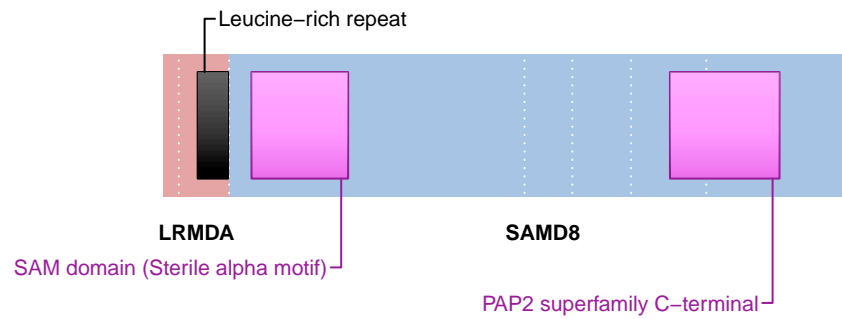 Leucine−rich repeat
LRMDA
SAMD8
SAM domain (Sterile alpha motif)
PAP2 superfamily C−terminal